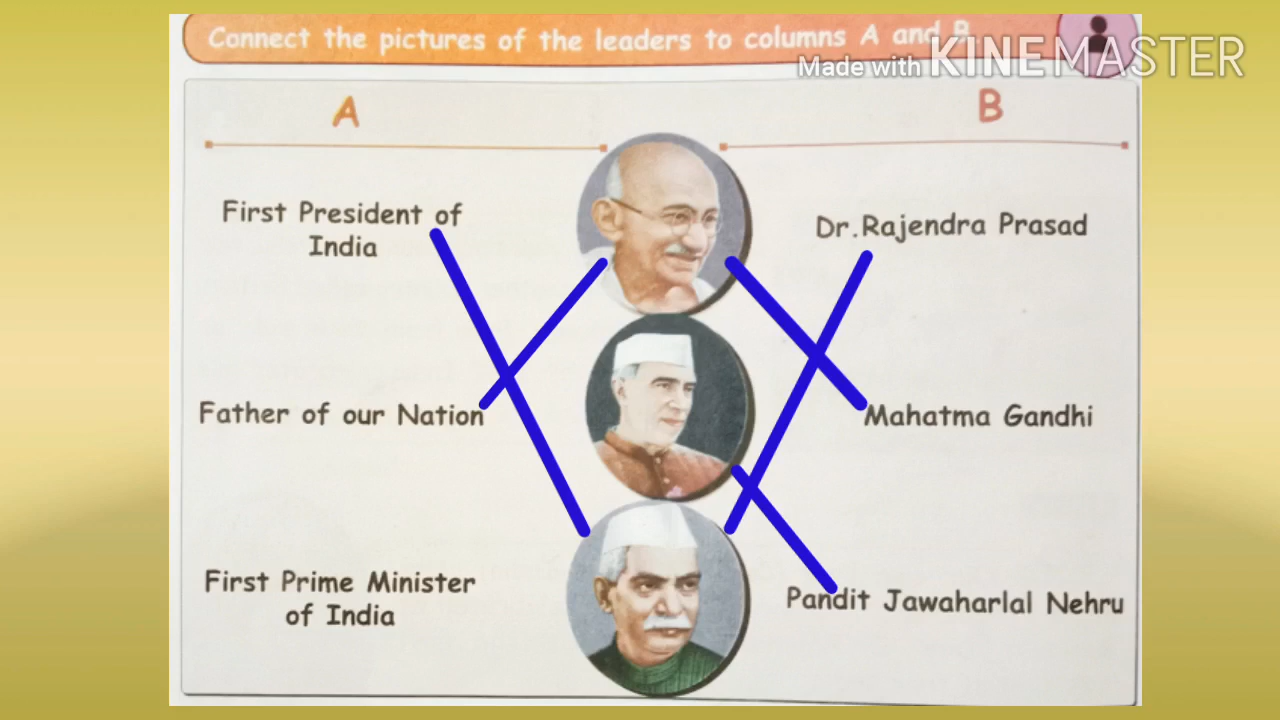 Connect the pictures of the leaders to columns A and B
Made with KINEMASTER
A
B
First President of
India
Dr.Rajendra Prasad
Father of our Nation
Mahatma Gandhi
First Prime Minister
of India
Pandit Jawaharlal Nehru